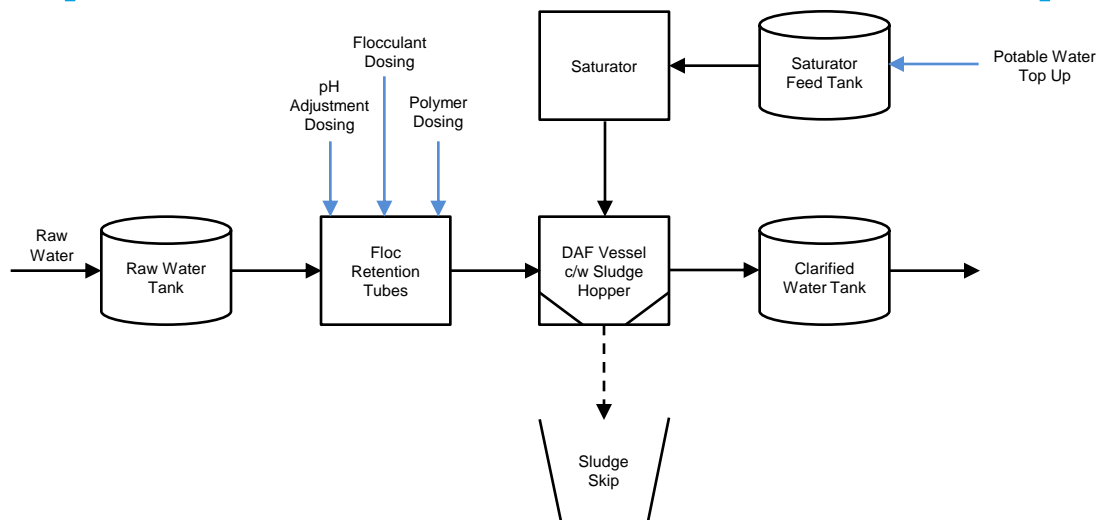 Flocculant
Dosing
pH
Adjustment
Dosing
Polymer
Dosing
Saturator
Saturator
Feed Tank
Potable Water
Top Up
Raw
Water
Raw Water
Tank
Floc
Retention
Tubes
DAF Vessel
c/w Sludge
Hopper
Clarified
Water Tank
Sludge
Skip